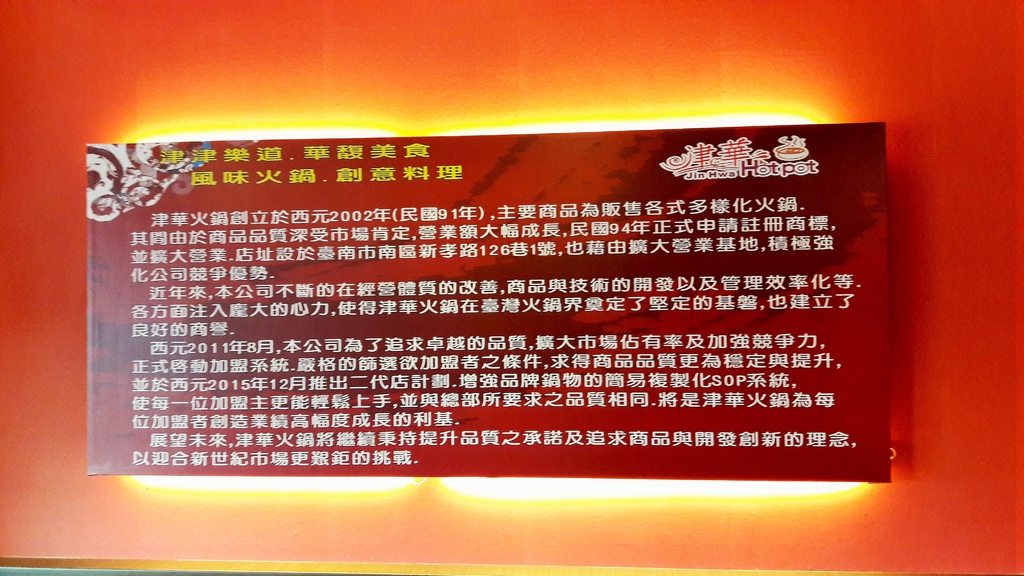 津津樂道.華馥美食
風味火鍋.創意料理
津華
Jin Hwa Hotpot
津華火鍋創立於西元2002年(民國91年),主要商品為販售各式多樣化火鍋.
其間由於商品品質深受市場肯定,營業額大幅成長,民國94年正式申請註冊商標,
並擴大營業.店址設於臺南市南區新孝路126巷1號,也藉由擴大營業基地,積極強
化公司競爭優勢.
近年來,本公司不斷的在經營體質的改善,商品與技術的開發以及管理效率化等.
各方面注入龐大的心力,使得津華火鍋在臺灣火鍋界奠定了堅定的基磐,也建立了
良好的商譽.
西元2011年8月,本公司為了追求卓越的品質,擴大市場佔有率及加強競爭力,
正式啓動加盟系統.嚴格的篩選欲加盟者之條件,求得商品品質更為穩定與提升,
並於西元2015年12月推出二代店計劃.增強品牌鍋物的簡易複製化SOP系統,
使每一位加盟主更能輕鬆上手,並與總部所要求之品質相同.將是津華火鍋為每
位加盟者創造業績高幅度成長的利基.
展望未來,津華火鍋將繼續秉持提升品質之承諾及追求商品與開發創新的理念,
以迎合新世紀市場更艱鉅的挑戰.